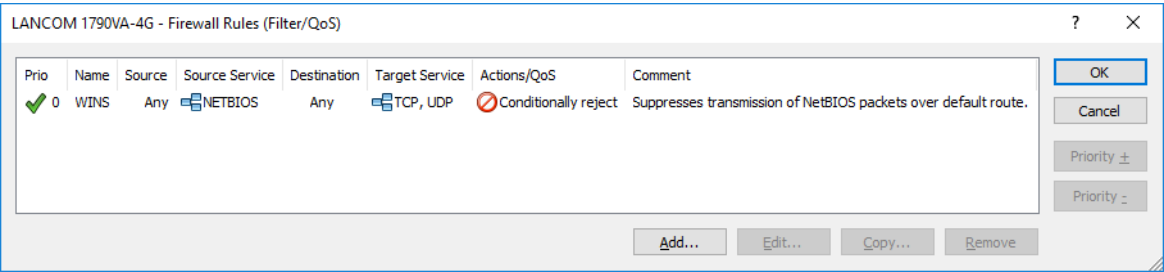 LANCOM 1790VA-4G - Firewall Rules (Filter/QoS) ?
Prio Name Source Source Service Destination Target Service Actions/QoS Comment
0 WINS Any NETBIOS Any TCP, UDP Conditionally reject Suppresses transmission of NetBIOS packets over default route.
OK
Cancel
Priority +
Priority -
Add... Edit... Copy... Remove